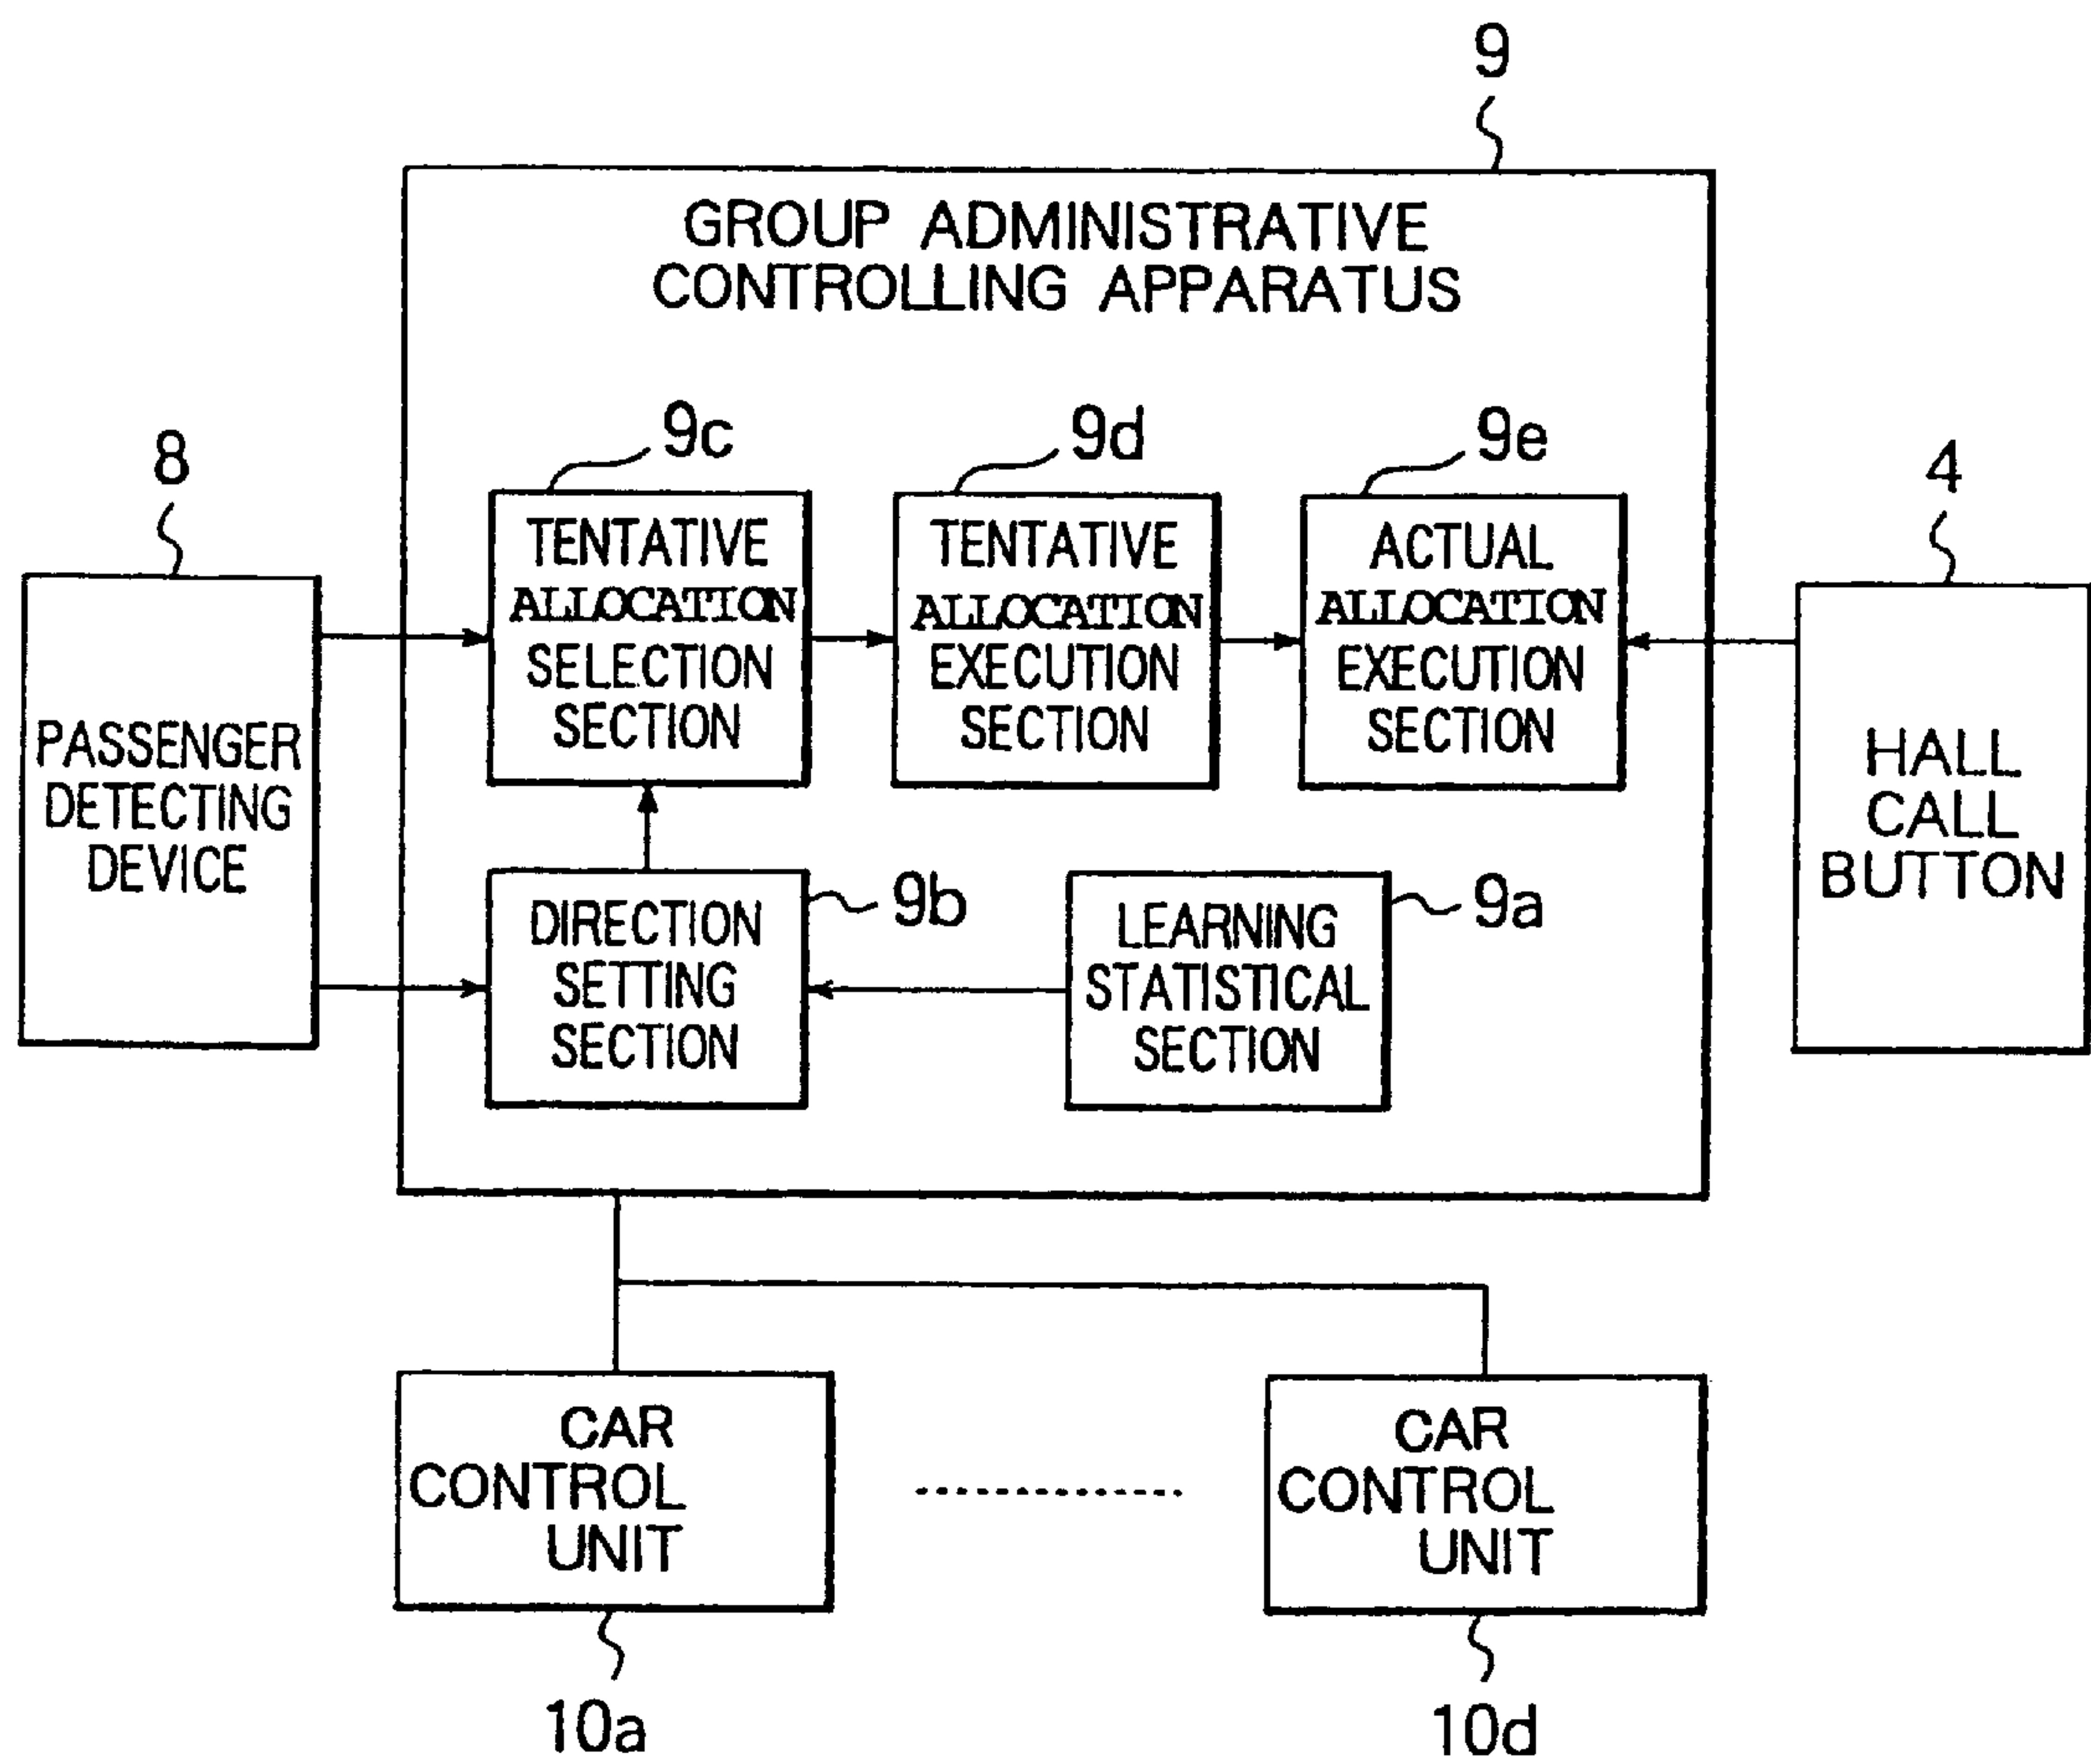 9
GROUP ADMINISTRATIVE
CONTROLLING APPARATUS
8
9c
9d
9e
4
TENTATIVE
ALLOCATION
SELECTION
SECTION
TENTATIVE
ALLOCATION
EXECUTION
SECTION
ACTUAL
ALLOCATION
EXECUTION
SECTION
PASSENGER
DETECTING
DEVICE
HALL
CALL
BUTTON
DIRECTION
SETTING
SECTION
9b
LEARNING
STATISTICAL
SECTION
9a
CAR
CONTROL
UNIT
CAR
CONTROL
UNIT
10a
10d